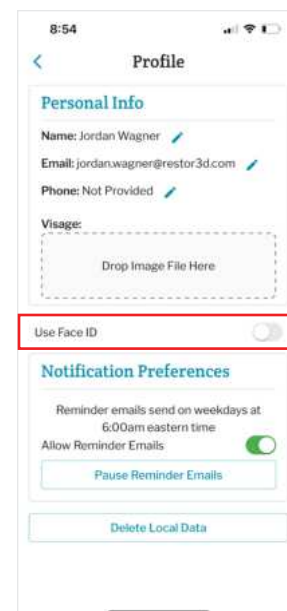 8:54
Profile
Personal Info
Name: Jordan Wagner
Email: jordan.wagner@restor3d.com
Phone: Not Provided
Visage:
Drop Image File Here
Use Face ID
Notification Preferences
Reminder emails send on weekdays at
6:00am eastern time
Allow Reminder Emails
Pause Reminder Emails
Delete Local Data